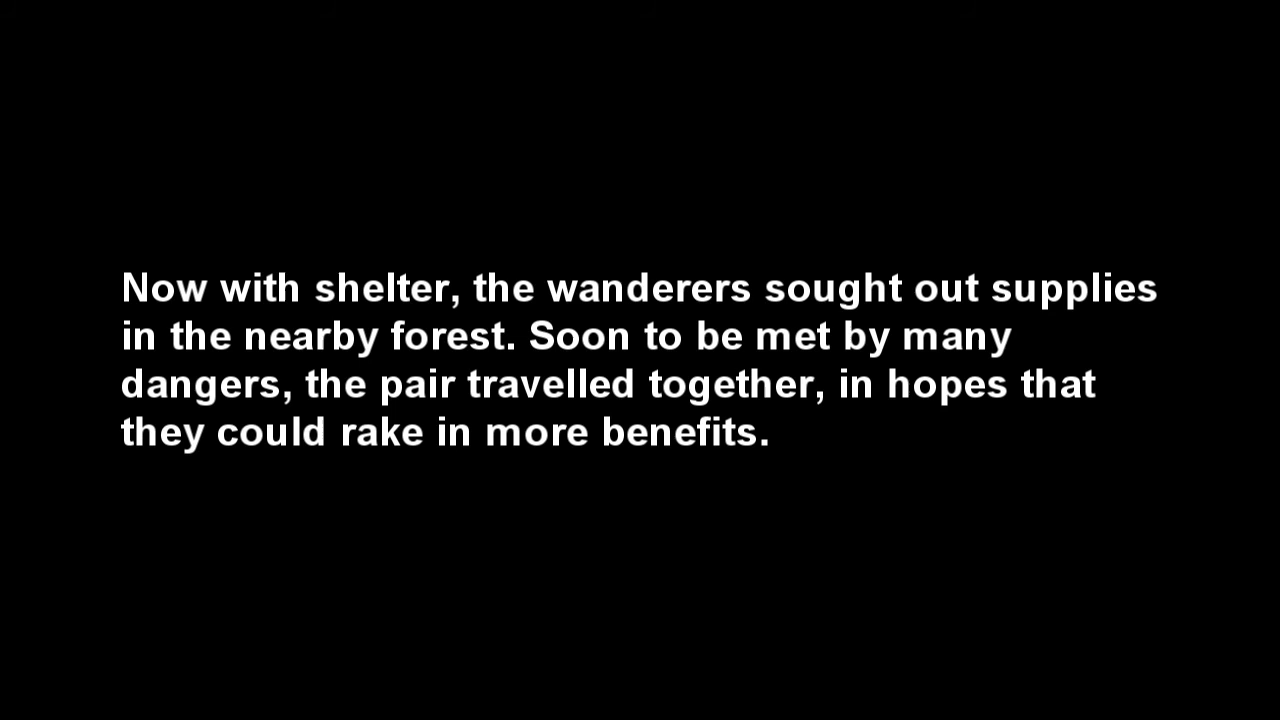 Now with shelter, the wanderers sought out supplies
in the nearby forest. Soon to be met by many
dangers, the pair travelled together, in hopes that
they could rake in more benefits.